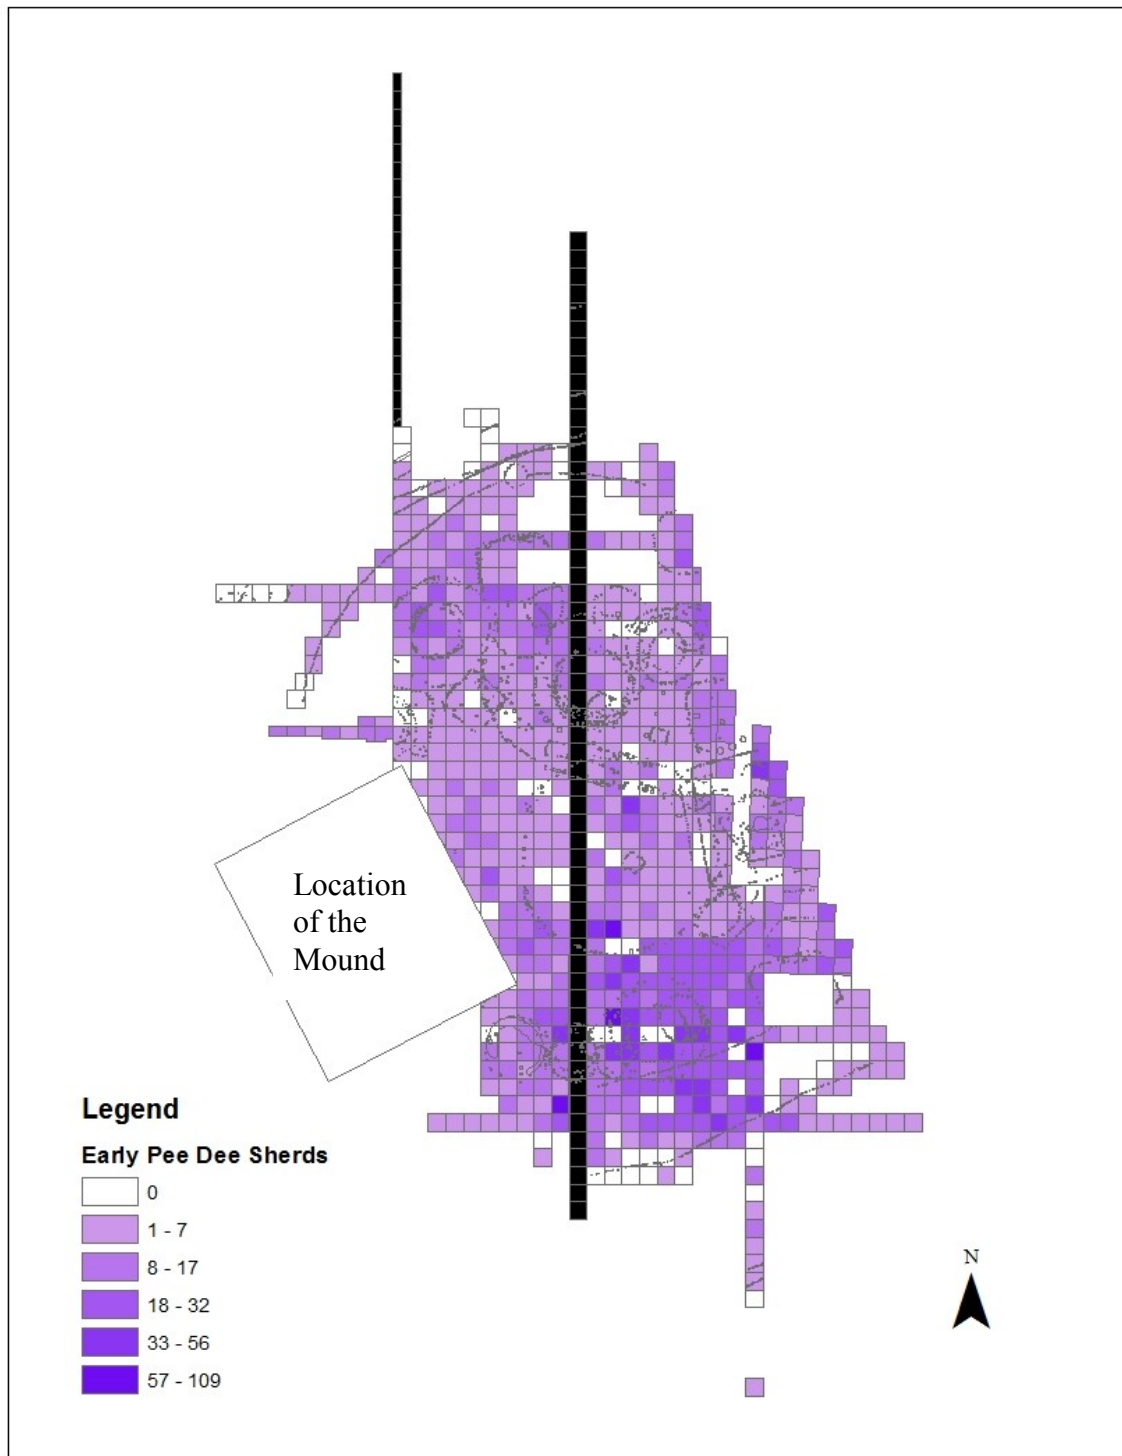 Location
of the
Mound
Legend
Early Pee Dee Sherds
0
1 - 7
8 - 17
18 - 32
33 - 56
57 - 109
N